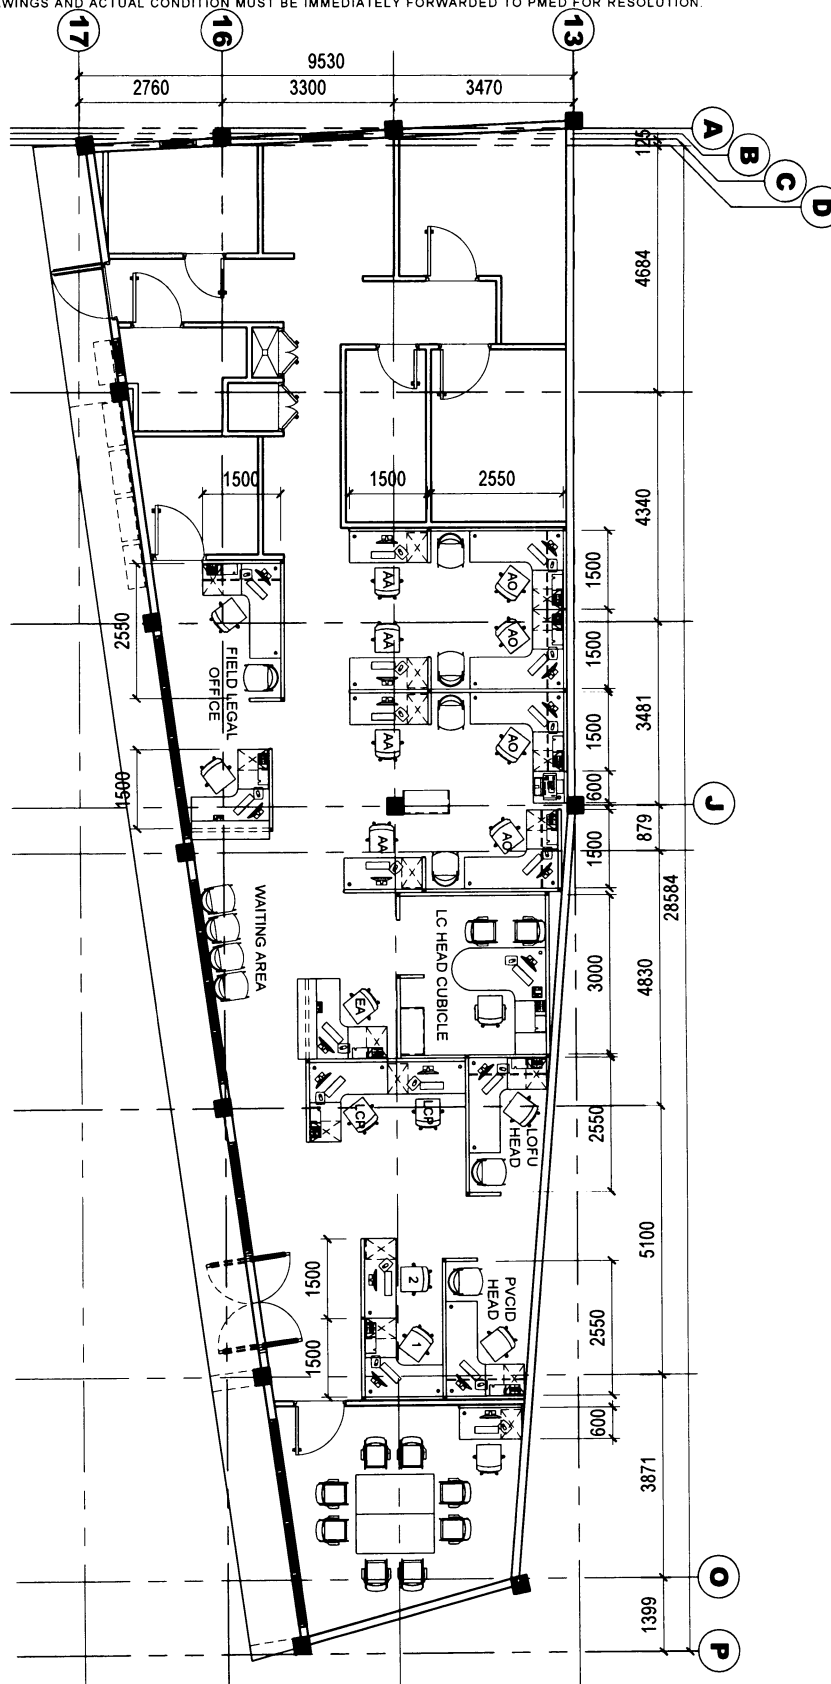 WINGS AND ACTUAL CONDITION MUST BE IMMEDIATELY FORWARDED TO PMED FOR RESOLUTION.
17
16
13
9530
2760
3300
3470
A
B
C
D
125
4684
4340
3481
879
4830
5100
3871
1399
28584
J
O
P
1500
1500
2550
1500
1500
1500
600
1500
3000
2550
2550
600
2550
1500
1500
1500
AA
AO
AA
AO
AA
AO
AA
AO
FIELD LEGAL
OFFICE
WAITING AREA
LC HEAD CUBICLE
EA
LCP
LCP
LOFU
HEAD
PVCID
HEAD
2
1